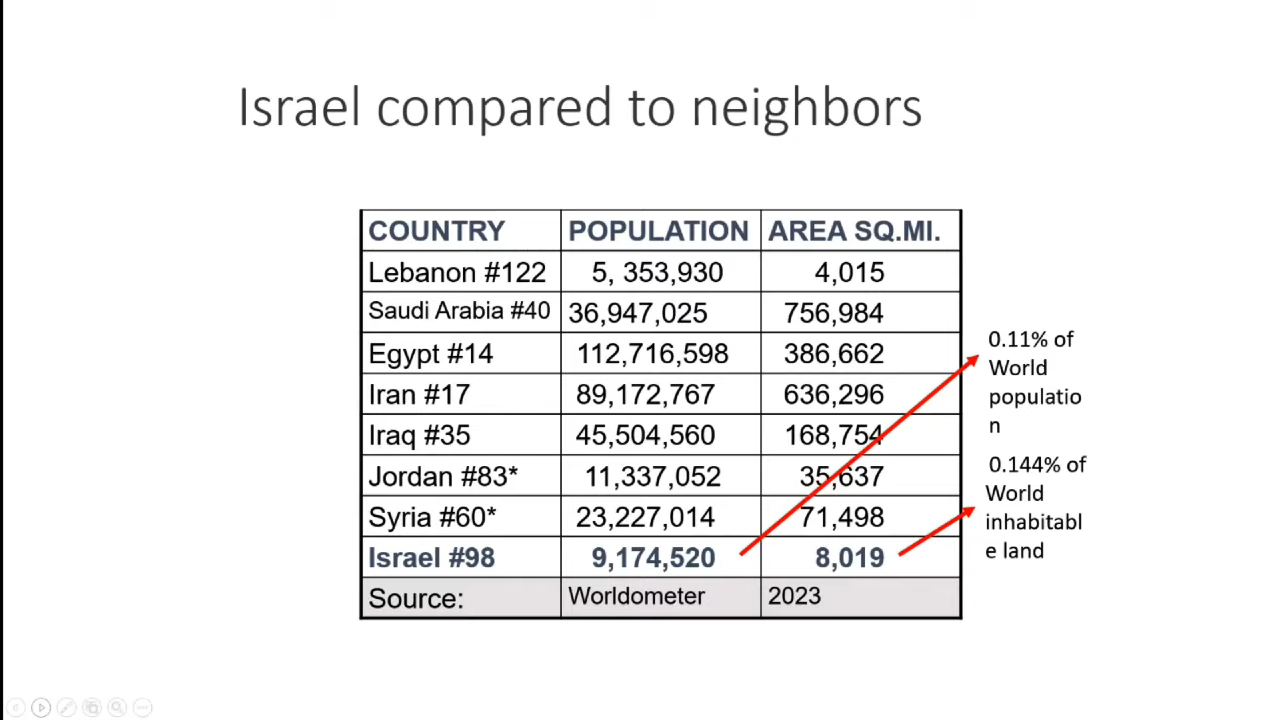 Israel compared to neighbors
COUNTRY POPULATION AREA SQ.MI.
Lebanon #122 5, 353,930 4,015
Saudi Arabia #40 36,947,025 756,984
Egypt #14 112,716,598 386,662
Iran #17 89,172,767 636,296
Iraq #35 45,504,560 168,754
Jordan #83* 11,337,052 35,637
Syria #60* 23,227,014 71,498
Israel #98 9,174,520 8,019
Source: Worldometer 2023
0.11% of
World
populatio
n
0.144% of
World
inhabitabl
e land